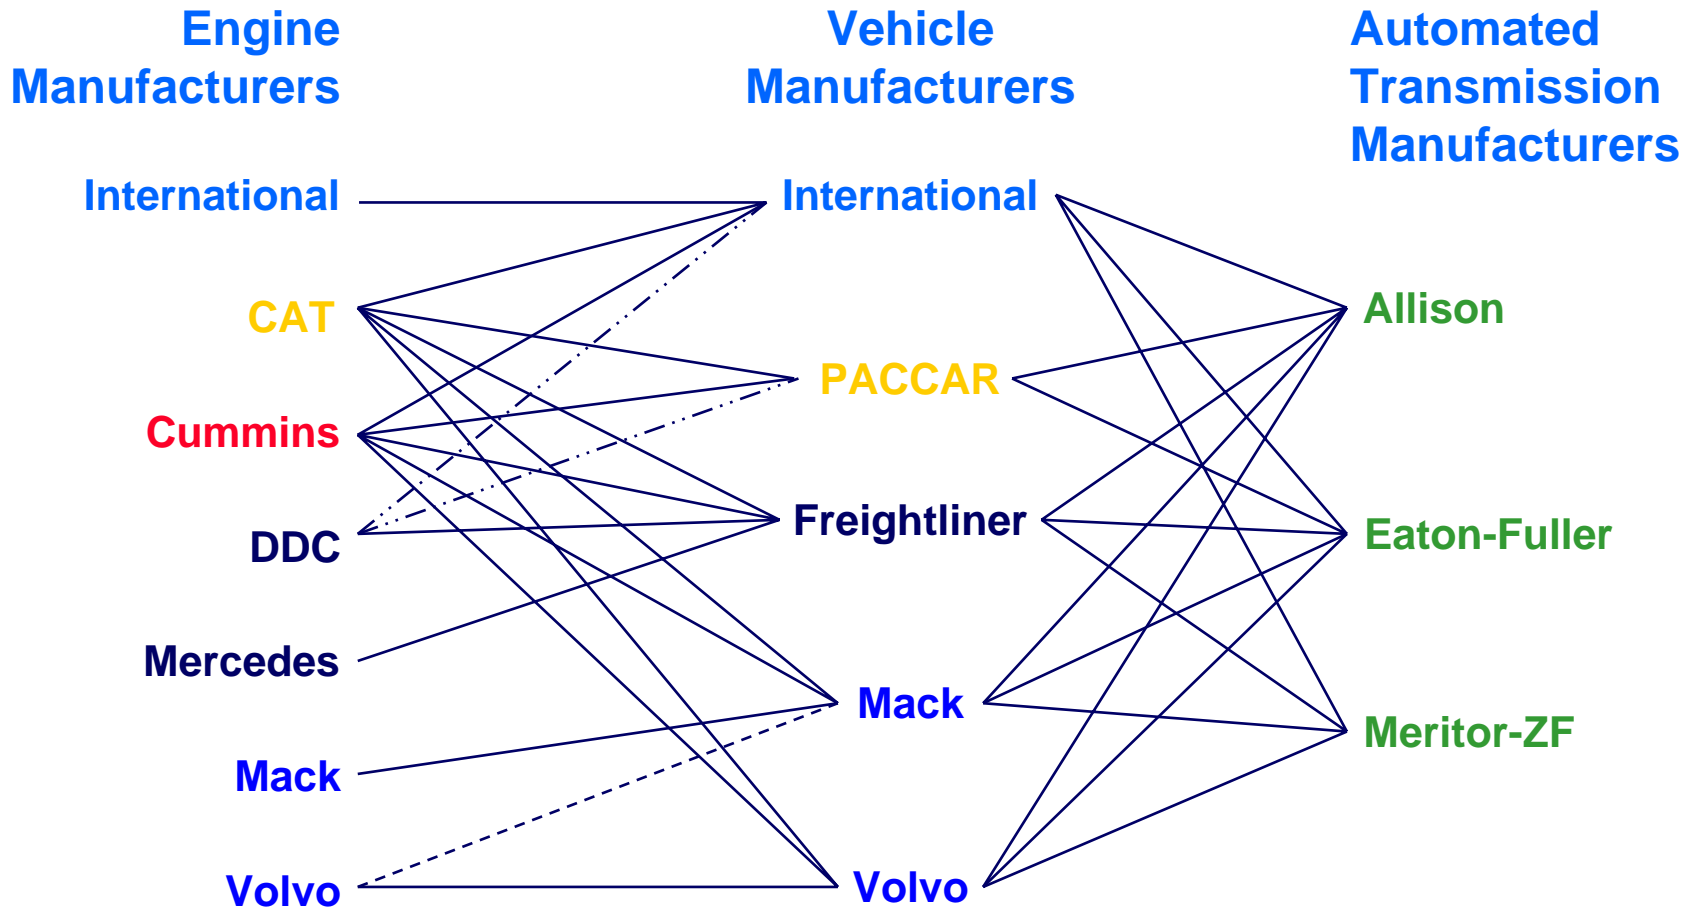 Engine
Manufacturers
Vehicle
Manufacturers
Automated
Transmission
Manufacturers
International
CAT
Cummins
DDC
Mercedes
Mack
Volvo
International
PACCAR
Freightliner
Mack
Volvo
Allison
Eaton-Fuller
Meritor-ZF